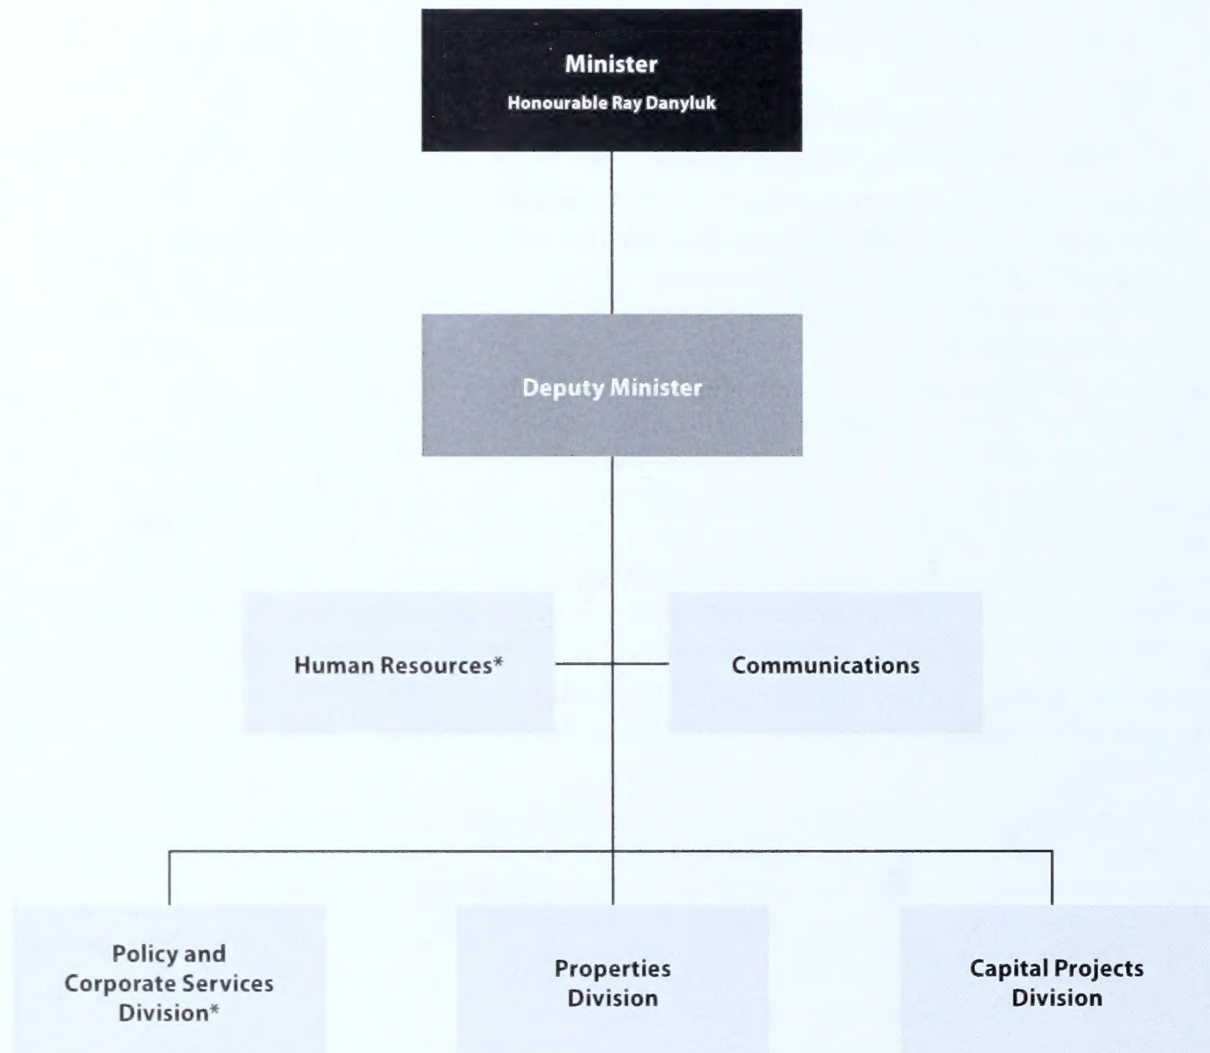 Minister
Honourable Ray Danyluk
Deputy Minister
Human Resources*
Communications
Policy and
Corporate Services
Division*
Properties
Division
Capital Projects
Division